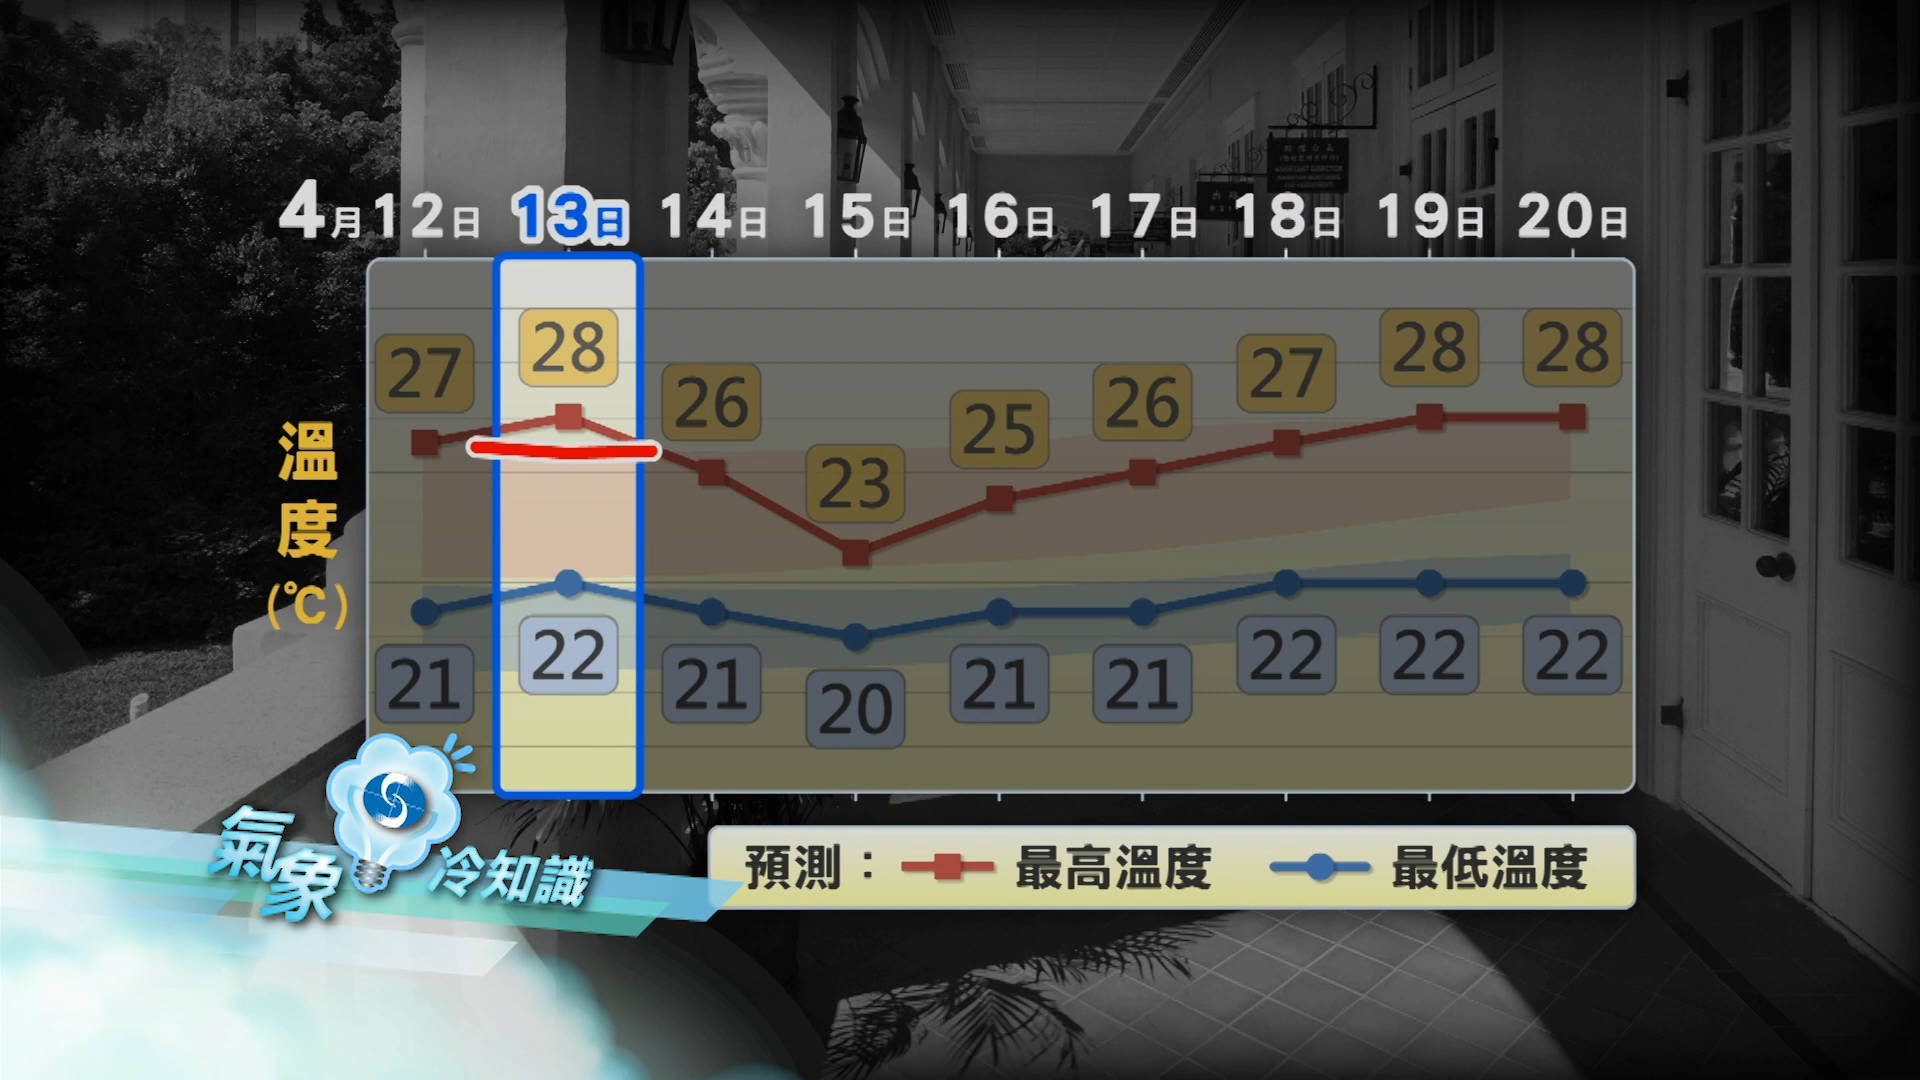 4月12日 13日 14日 15日 16日 17日 18日 19日 20日
27 28 26 23 25 26 27 28 28
溫度(℃)
21 22 21 20 21 21 22 22 22
氣象冷知識
預測： 最高溫度 最低溫度